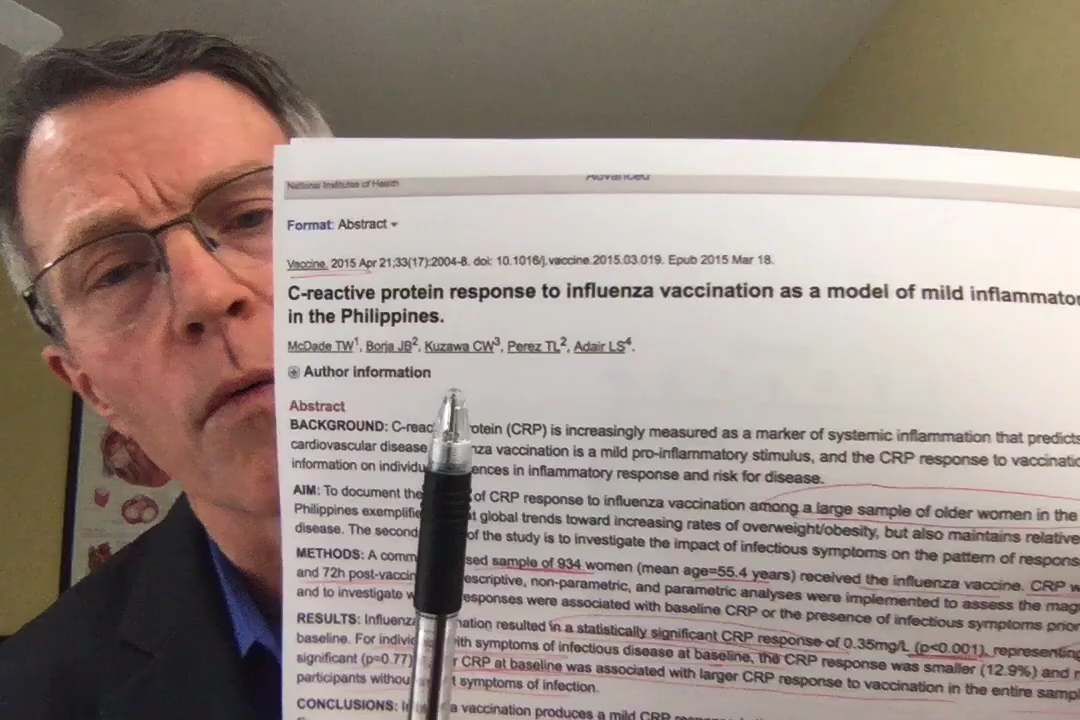 National Institutes of Health
Advanced
Format: Abstract
Vaccine. 2015 Apr 21;33(17):2004-8. doi: 10.1016/j.vaccine.2015.03.019. Epub 2015 Mar 18.
C-reactive protein response to influenza vaccination as a model of mild inflammator
in the Philippines.
McDade TW1, Borja JB2, Kuzawa CW3, Perez TL2, Adair LS4.
Author information
Abstract
BACKGROUND: C-reac otein (CRP) is increasingly measured as a marker of systemic inflammation that predicts
cardiovascular disease nza vaccination is a mild pro-inflammatory stimulus, and the CRP response to vaccinatio
information on individu ences in inflammatory response and risk for disease.
AIM: To document the of CRP response to influenza vaccination among a large sample of older women in the
Philippines exemplifie t global trends toward increasing rates of overweight/obesity, but also maintains relative
disease. The second of the study is to investigate the impact of infectious symptoms on the pattern of respons
METHODS: A comm sed sample of 934 women (mean age=55.4 years) received the influenza vaccine. CRP w
and 72h post-vaccin escriptive, non-parametric, and parametric analyses were implemented to assess the mag
and to investigate w esponses were associated with baseline CRP or the presence of infectious symptoms prior
RESULTS: Influenza nation resulted in a statistically significant CRP response of 0.35mg/L (p<0.001), representing
baseline. For individ ith symptoms of infectious disease at baseline, the CRP response was smaller (12.9%) and n
significant (p=0.77) r CRP at baseline was associated with larger CRP response to vaccination in the entire sampl
participants withou t symptoms of infection.
CONCLUSIONS: In a vaccination produces a mild CRP